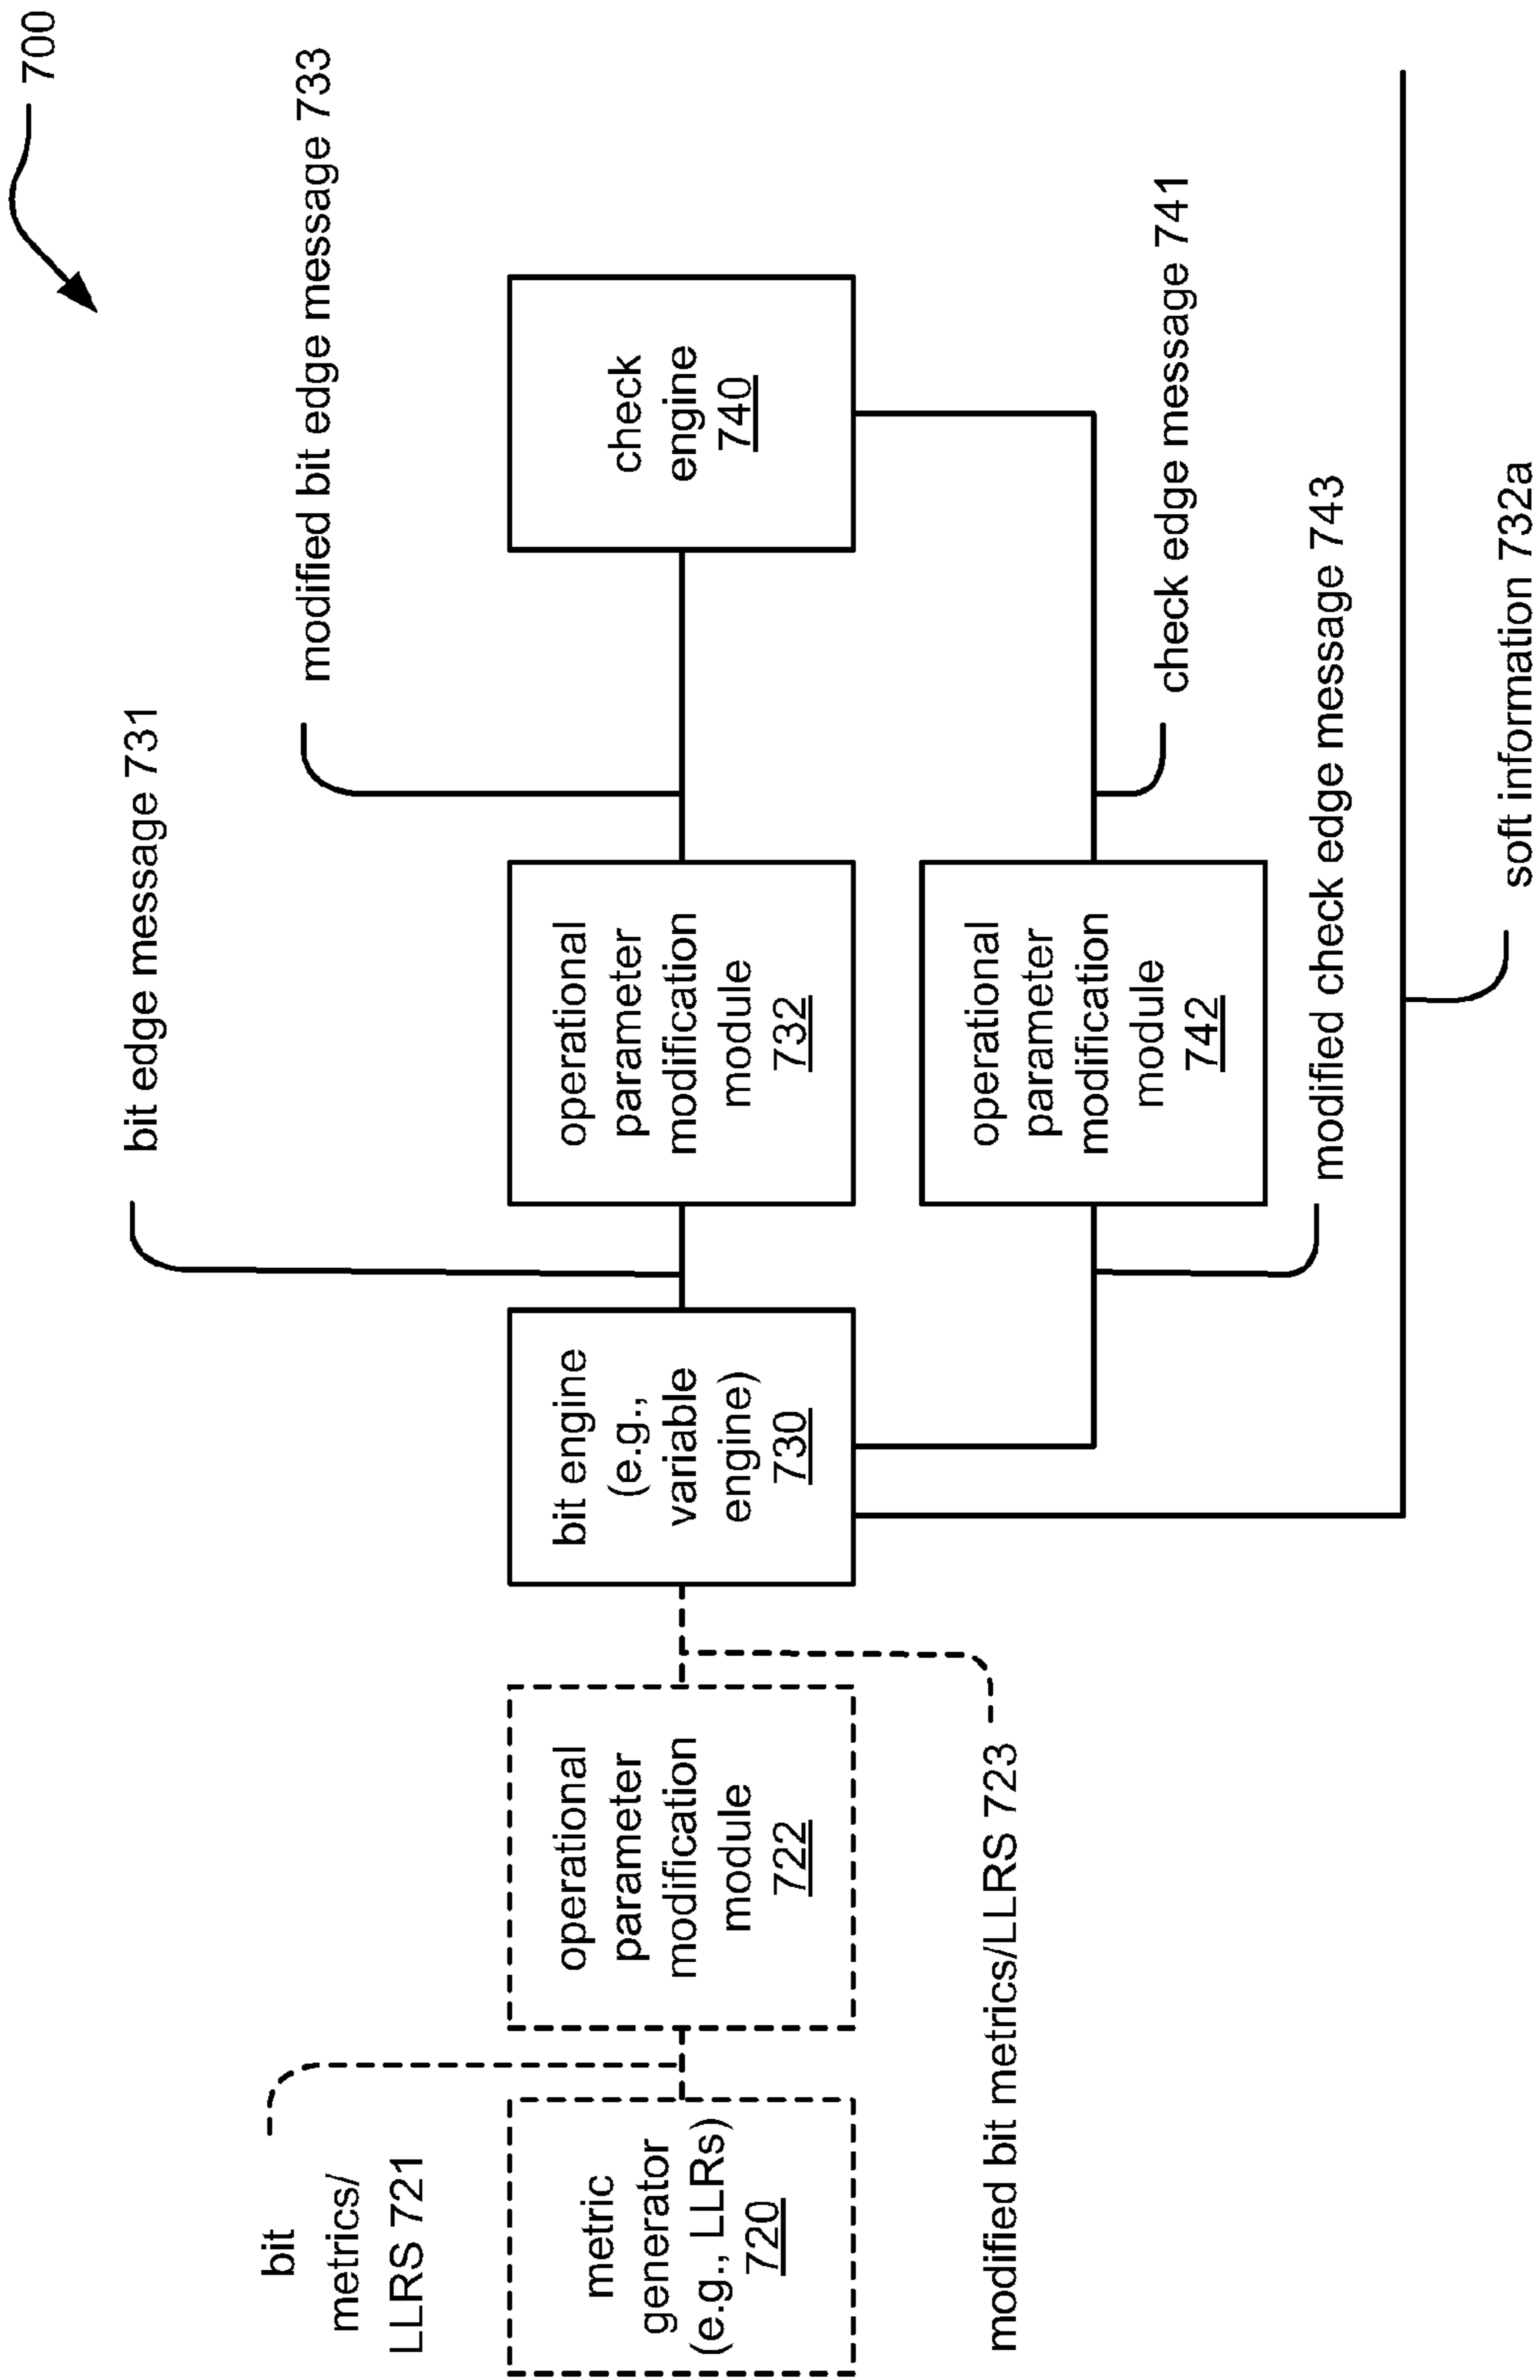 700
bit edge message 731
modified bit edge message 733
bit
metrics/
LLRS 721
metric
generator
(e.g., LLRs)
720
operational
parameter
modification
module
722
bit engine
(e.g.,
variable
engine)
730
operational
parameter
modification
module
732
check
engine
740
operational
parameter
modification
module
742
modified bit metrics/LLRS 723
check edge message 741
modified check edge message 743
soft information 732a